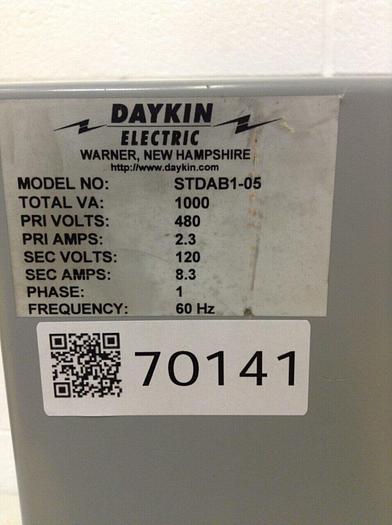 DAYKIN
ELECTRIC
WARNER, NEW HAMPSHIRE
http://www.daykin.com
MODEL NO: STDAB1-05
TOTAL VA: 1000
PRI VOLTS: 480
PRI AMPS: 2.3
SEC VOLTS: 120
SEC AMPS: 8.3
PHASE: 1
FREQUENCY: 60 Hz
70141